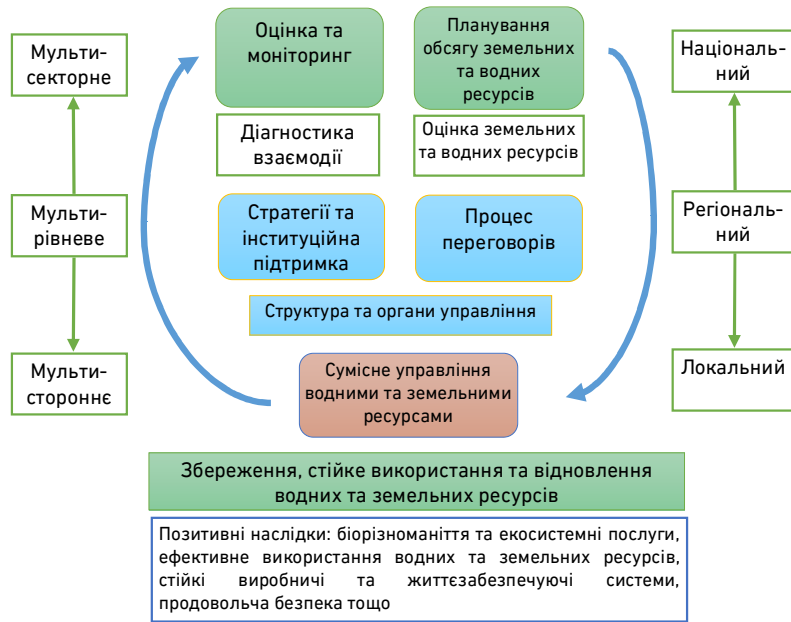 Мульти-
секторне
Мульти-
рівневе
Мульти-
стороннє
Оцінка та
моніторинг
Планування
обсягу земельних
та водних
ресурсів
Діагностика
взаємодії
Оцінка земельних
та водних ресурсів
Стратегії та
інституційна
підтримка
Процес
переговорів
Структура та органи управління
Сумісне управління
водними та земельними
ресурсами
Національ-
ний
Регіональ-
ний
Локальний
Збереження, стійке використання та відновлення
водних та земельних ресурсів
Позитивні наслідки: біорізноманіття та екосистемні послуги,
ефективне використання водних та земельних ресурсів,
стійкі виробничі та життєзабезпечуючі системи,
продовольча безпека тощо